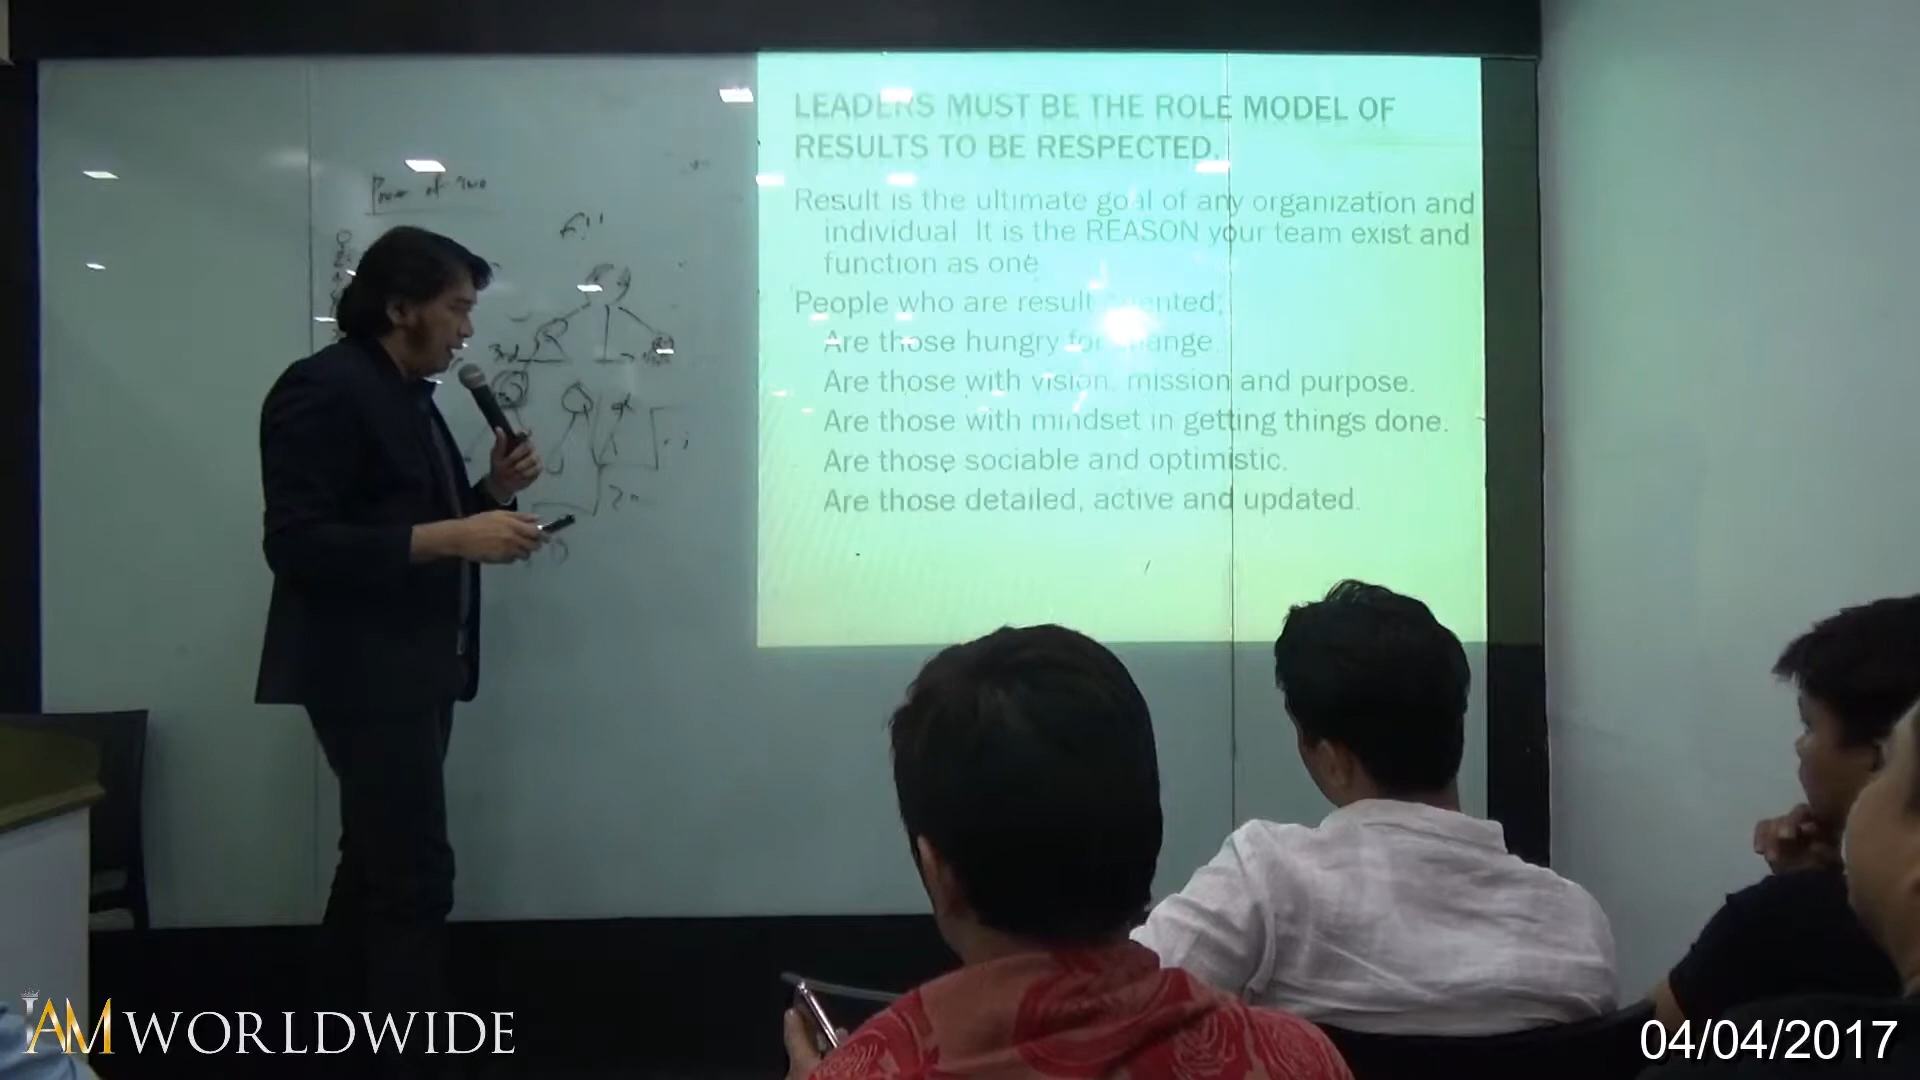 LEADERS MUST BE THE ROLE MODEL OF
RESULTS TO BE RESPECTED.
Result is the ultimate goal of any organization and
individual It is the REASON your team exist and
function as one
People who are result
Are those hungry for change.
Are those with vision, mission and purpose.
Are those with mindset in getting things done.
Are those sociable and optimistic.
Are those detailed, active and updated.
Power of two
3rd
I AM WORLDWIDE
04/04/2017